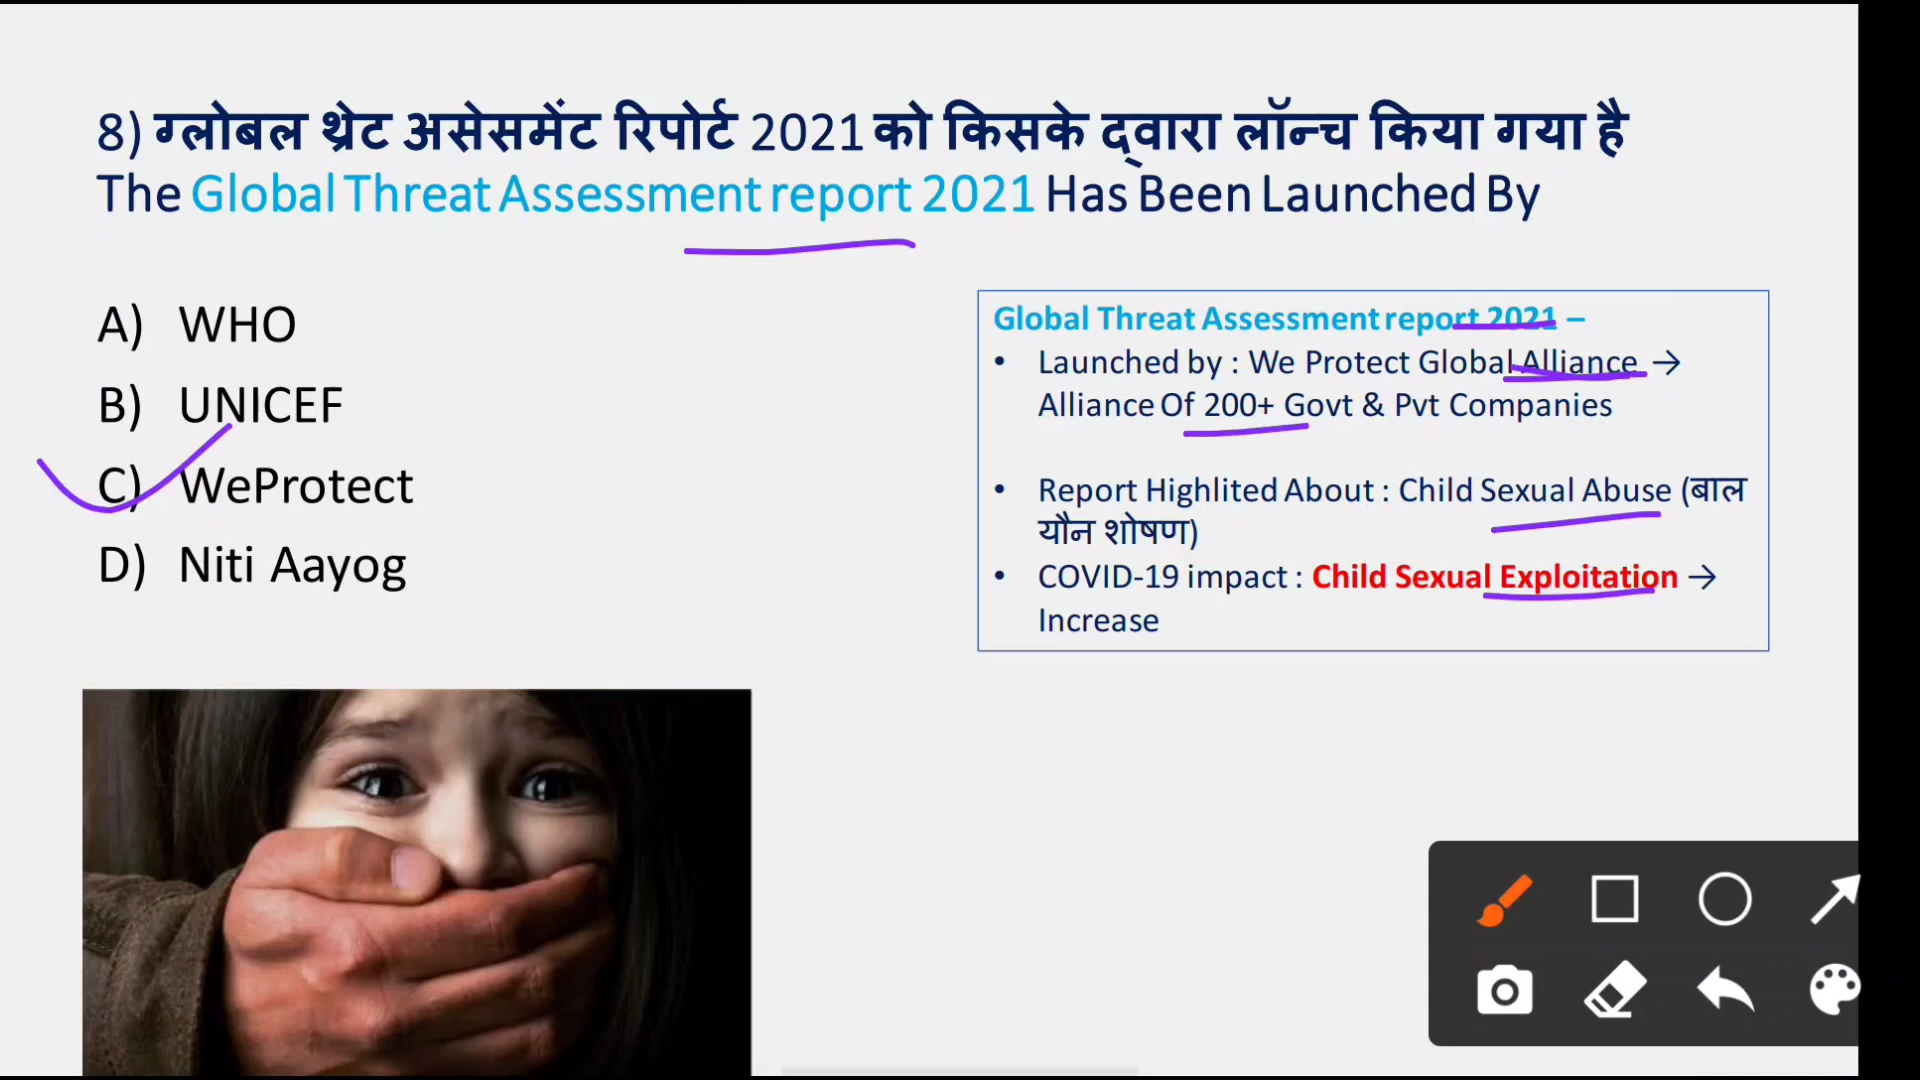 8) ग्लोबल थ्रेट असेसमेंट रिपोर्ट 2021 को किसके द्वारा लॉन्च किया गया है
The Global Threat Assessment report 2021 Has Been Launched By
A) WHO
B) UNICEF
C) WeProtect
D) Niti Aayog
Global Threat Assessment report 2021 –
• Launched by : We Protect Global Alliance →
Alliance Of 200+ Govt & Pvt Companies
• Report Highlited About : Child Sexual Abuse (बाल
यौन शोषण)
• COVID-19 impact : Child Sexual Exploitation →
Increase